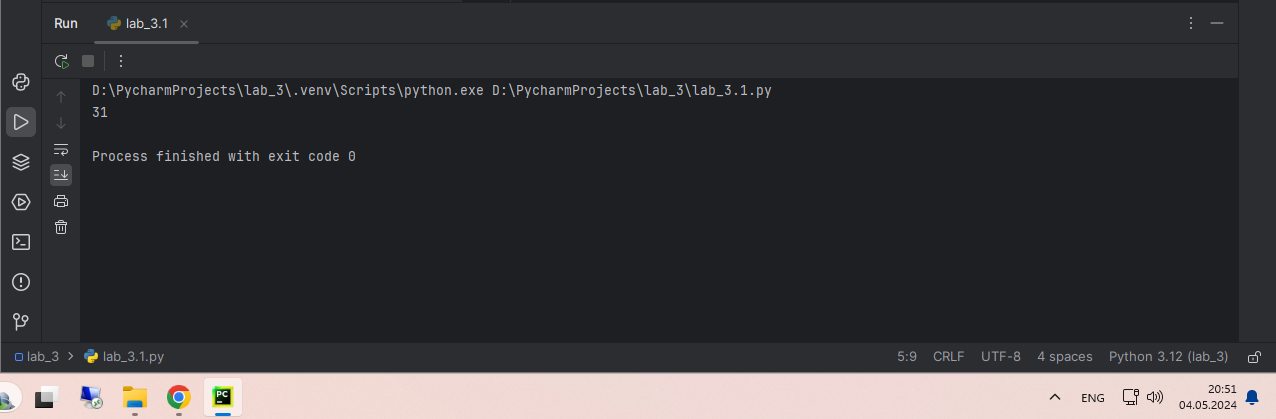 Run lab_3.1
D:\PycharmProjects\lab_3\.venv\Scripts\python.exe D:\PycharmProjects\lab_3\lab_3.1.py
31
Process finished with exit code 0
lab_3 lab_3.1.py 5:9 CRLF UTF-8 4 spaces Python 3.12 (lab_3)
PC ENG 20:51
04.05.2024